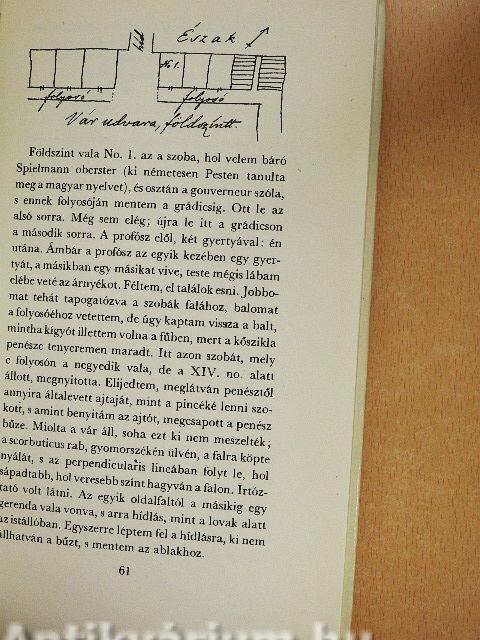 Észak
No 1.
folyosó
folyosó
Vár udvara, földszintt.
Földszint vala No. 1. az a szoba, hol velem báró
Spielmann oberster (ki németesen Pesten tanulta
meg a magyar nyelvet), és osztán a gouverneur szóla,
s ennek folyosóján mentem a grádicsig. Ott le az
alsó sorra. Még sem elég; újra le itt a grádicson
a második sorra. A profósz elől, két gyertyával: én
utána. Ámbár a profósz az egyik kezében egy gyer-
tyát, a másikban egy másikat vive, teste mégis lábam
elébe veté az árnyékot. Féltem, el találok esni. Jobbo-
mat tehát tapogatózva a szobák falához, balomat
a folyosóéhoz vetettem, de úgy kaptam vissza a balt,
mintha kígyót illettem volna a fűben, mert a kőszikla
penésze tenyeremen maradt. Itt azon szobát, mely
e folyosón a negyedik vala, de a XIV. no. alatt
állott, megnyitotta. Elijedtem, meglátván penésztől
annyira általevett ajtaját, mint a pincéké lenni szo-
kott, s amint benyitám az ajtót, megcsapott a penész
bűze. Miolta a vár áll, soha ezt ki nem meszelték;
a scorbuticus rab, gyomorszékén ülvén, a falra köpte
nyálát, s az perpendicularis lineában folyt le, hol
sápadtabb, hol veresebb színt hagyván a falon. Irtóz-
tató volt látni. Az egyik oldalfaltól a másikig egy
gerenda vala vonva, s arra hídlás, mint a lovak alatt
az istállóban. Egyszerre léptem fel a hídlásra, ki nem
állhatván a bűzt, s mentem az ablakhoz.
61
Antikvárium.hu